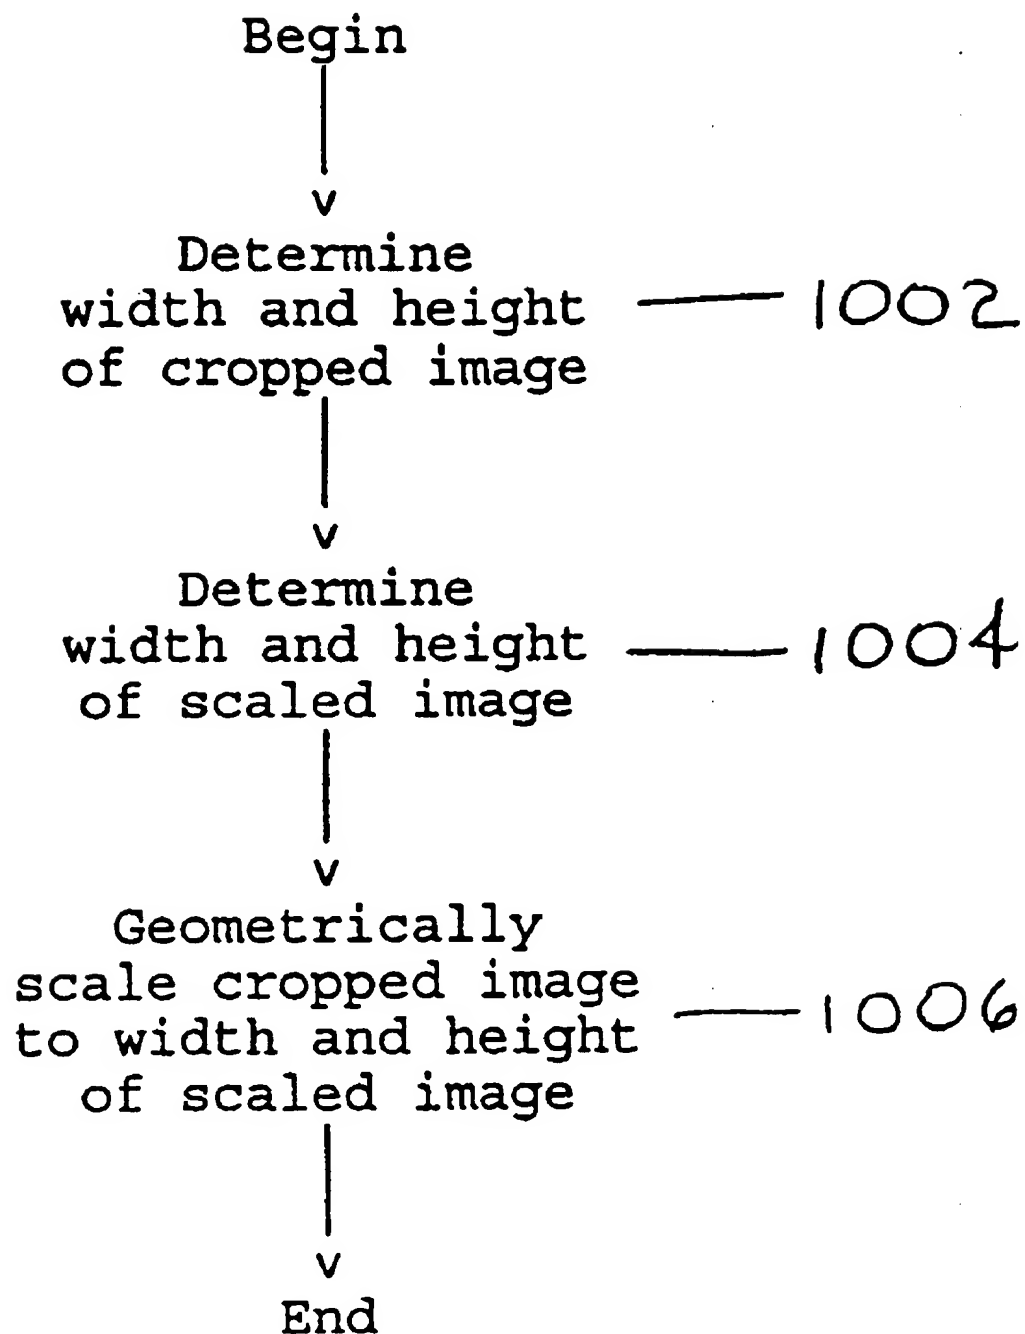 Begin
v
Determine
width and height — 1002
of cropped image
v
Determine
width and height — 1004
of scaled image
v
Geometrically
scale cropped image
to width and height — 1006
of scaled image
v
End